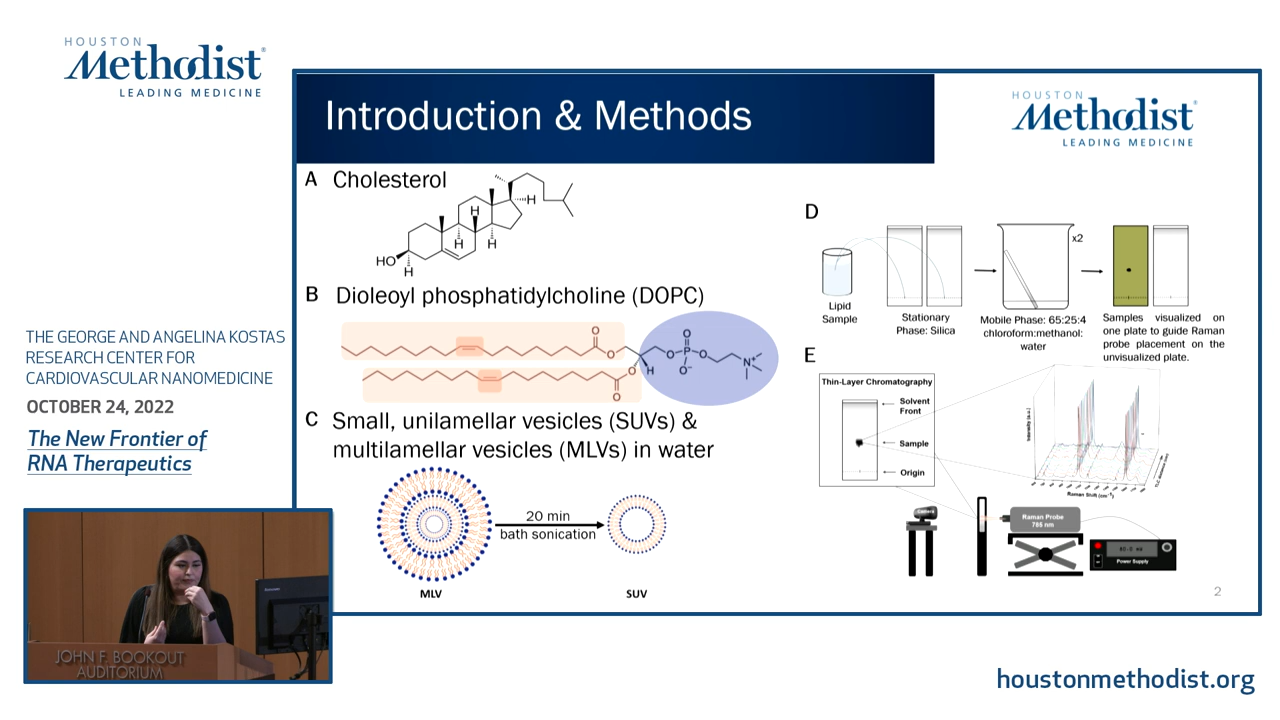 HOUSTON
Methodist®
LEADING MEDICINE
THE GEORGE AND ANGELINA KOSTAS
RESEARCH CENTER FOR
CARDIOVASCULAR NANOMEDICINE
OCTOBER 24, 2022
The New Frontier of
RNA Therapeutics
JOHN F. BOOKOUT
AUDITORIUM
Introduction & Methods
HOUSTON
Methodist®
LEADING MEDICINE
A Cholesterol
H
H
H
H
HO
H
B Dioleoyl phosphatidylcholine (DOPC)
O
O
O
O
P
O
O⁻
N⁺
H
O
O
C Small, unilamellar vesicles (SUVs) &
multilamellar vesicles (MLVs) in water
20 min
bath sonication
MLV
SUV
D
x2
Lipid
Sample
Stationary
Phase: Silica
Mobile Phase: 65:25:4
chloroform:methanol:
water
Samples visualized on
one plate to guide Raman
probe placement on the
unvisualized plate.
E
Thin-Layer Chromatography
Solvent
Front
Sample
Origin
Intensity (a.u.)
Raman Shift (cm⁻¹)
Camera
Raman Probe
785 nm
Power Supply
2
houstonmethodist.org